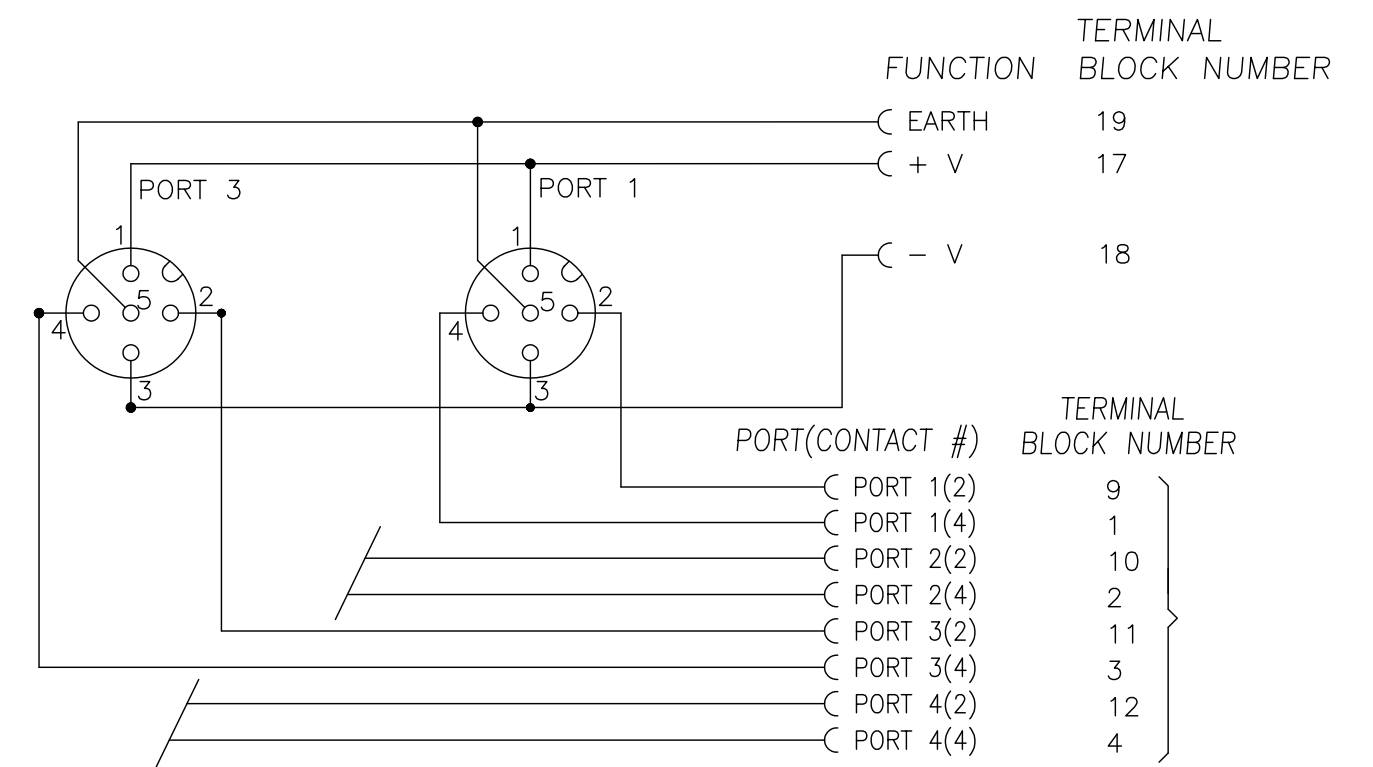 TERMINAL
FUNCTION BLOCK NUMBER
EARTH 19
+ V 17
PORT 3 PORT 1
1 1
- V 18
5 2 5 2
4 4
3 3
TERMINAL
PORT(CONTACT #) BLOCK NUMBER
PORT 1(2) 9
PORT 1(4) 1
PORT 2(2) 10
PORT 2(4) 2
PORT 3(2) 11
PORT 3(4) 3
PORT 4(2) 12
PORT 4(4) 4